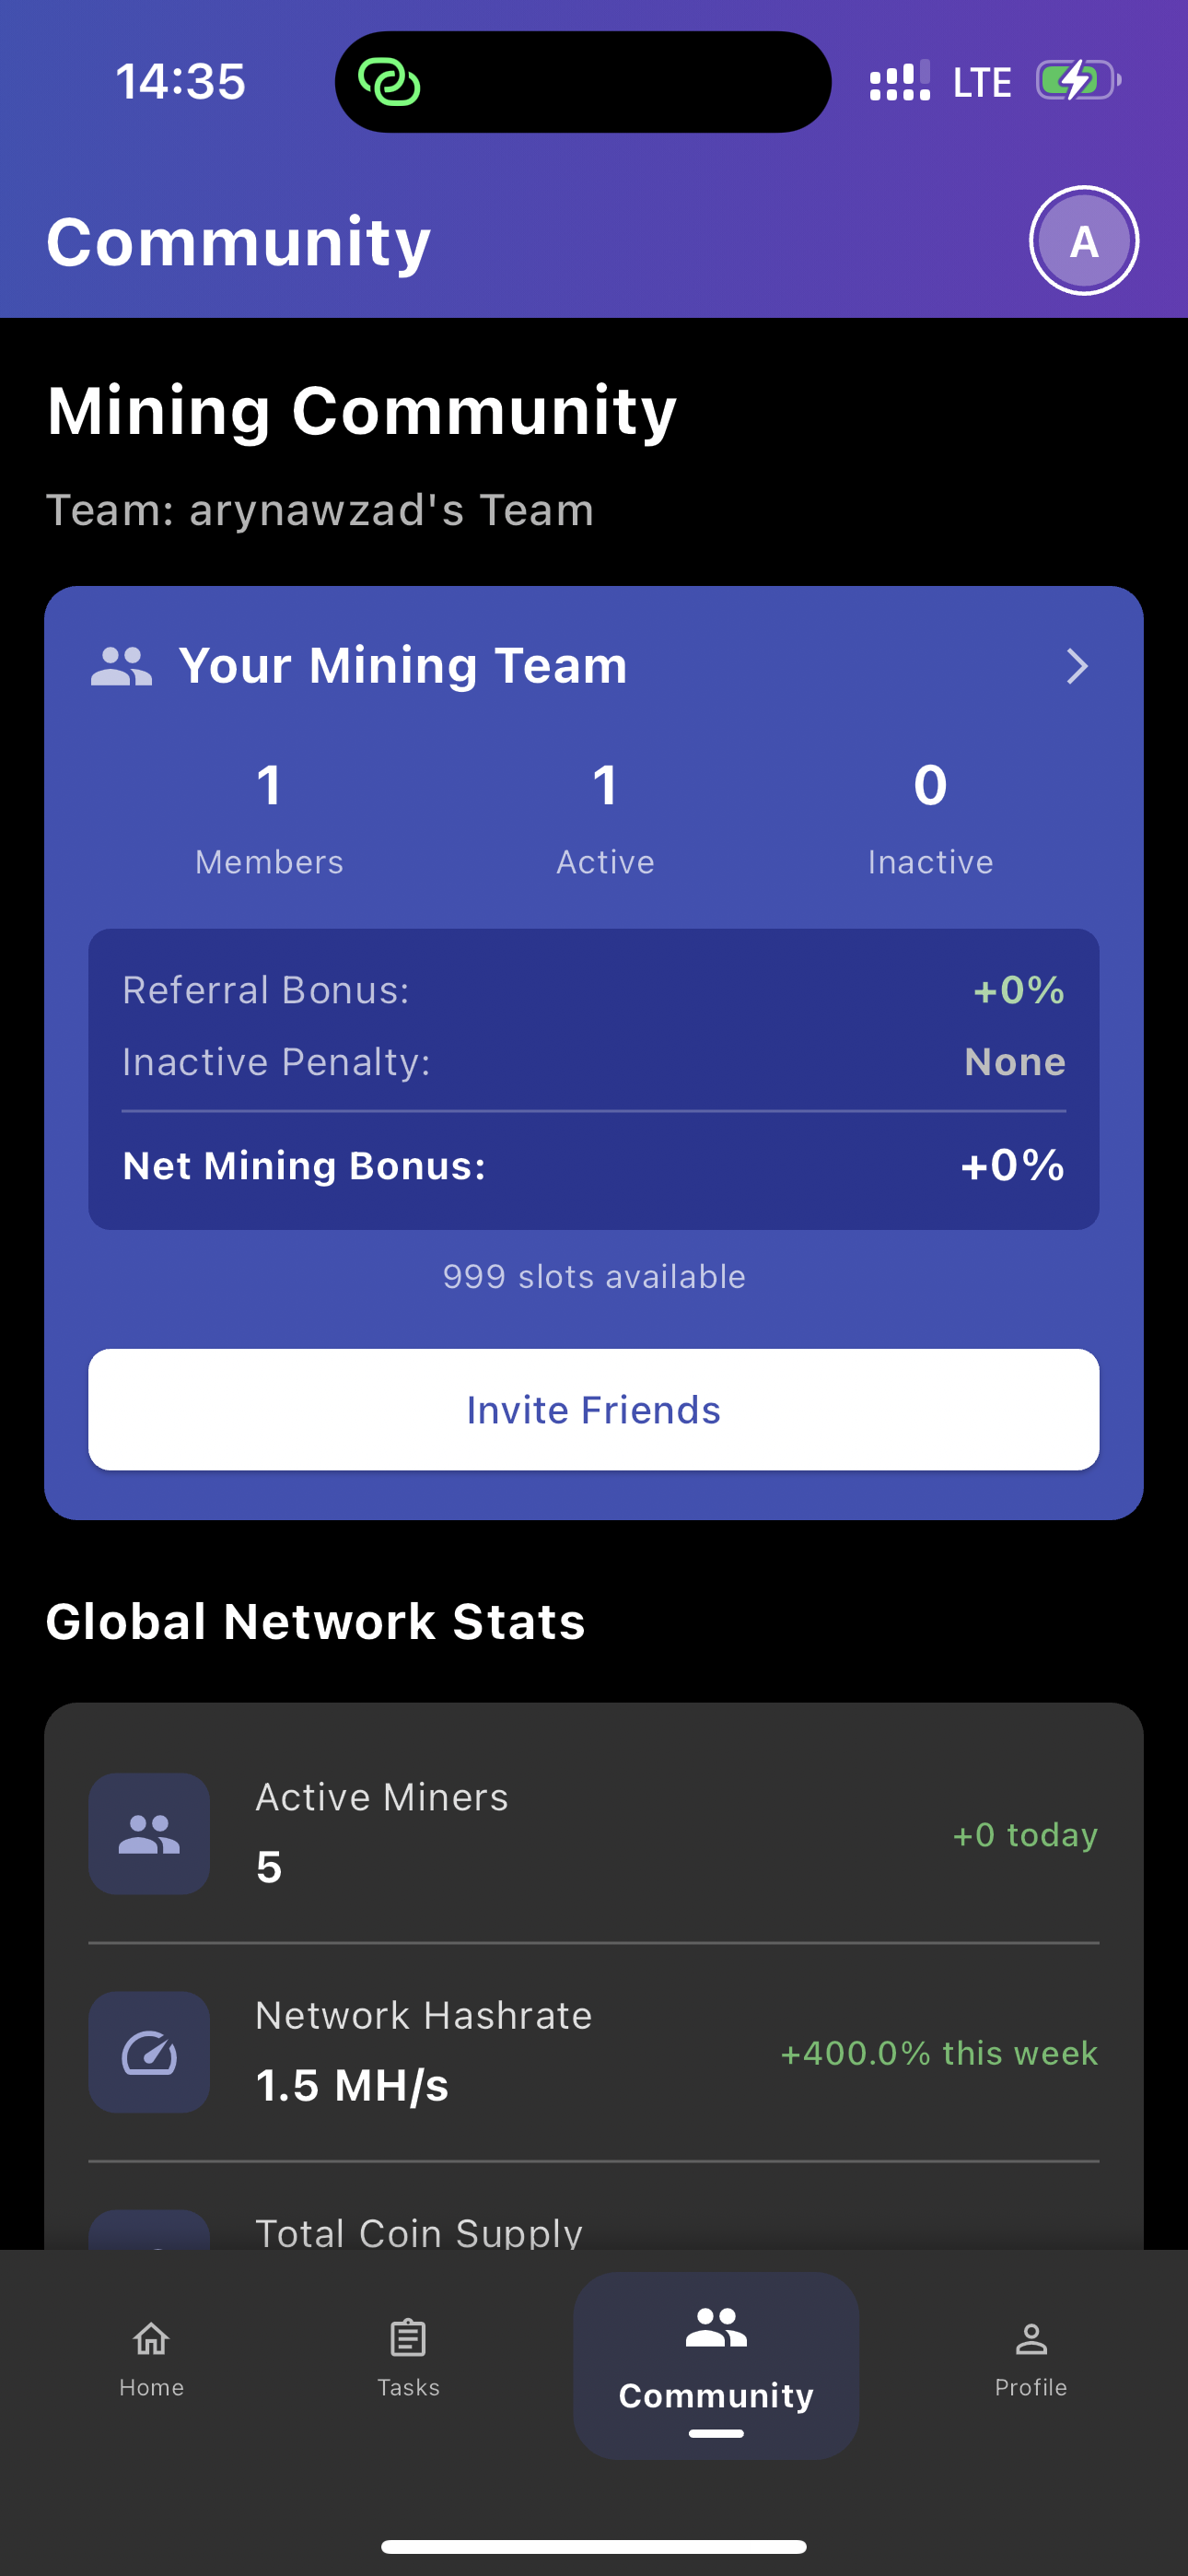 14:35
LTE
Community
A
Mining Community
Team: arynawzad's Team
Your Mining Team
1 1 0
Members Active Inactive
Referral Bonus: +0%
Inactive Penalty: None
Net Mining Bonus: +0%
999 slots available
Invite Friends
Global Network Stats
Active Miners
5
+0 today
Network Hashrate
1.5 MH/s
+400.0% this week
Total Coin Supply
Home Tasks Community Profile